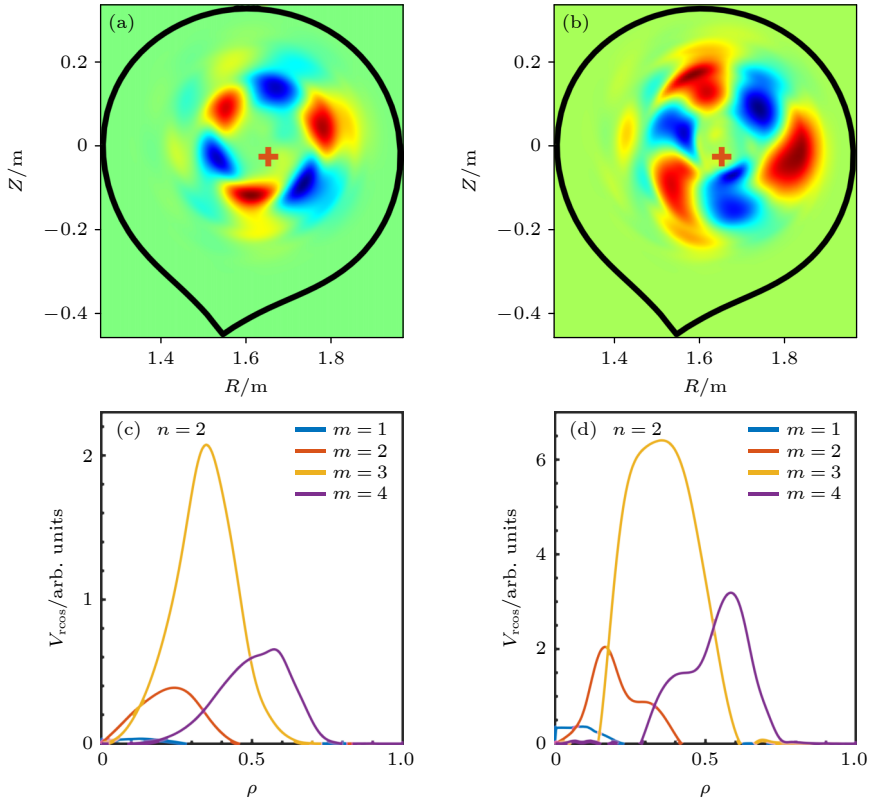 (a)
0.2
0
−0.2
−0.4
Z/m
1.4
1.6
1.8
R/m
(b)
0.2
0
−0.2
−0.4
Z/m
1.4
1.6
1.8
R/m
(c) n = 2
m = 1
m = 2
m = 3
m = 4
2
1
0
Vrcos/arb. units
0
0.5
1.0
ρ
(d) n = 2
m = 1
m = 2
m = 3
m = 4
6
4
2
0
Vrcos/arb. units
0
0.5
1.0
ρ